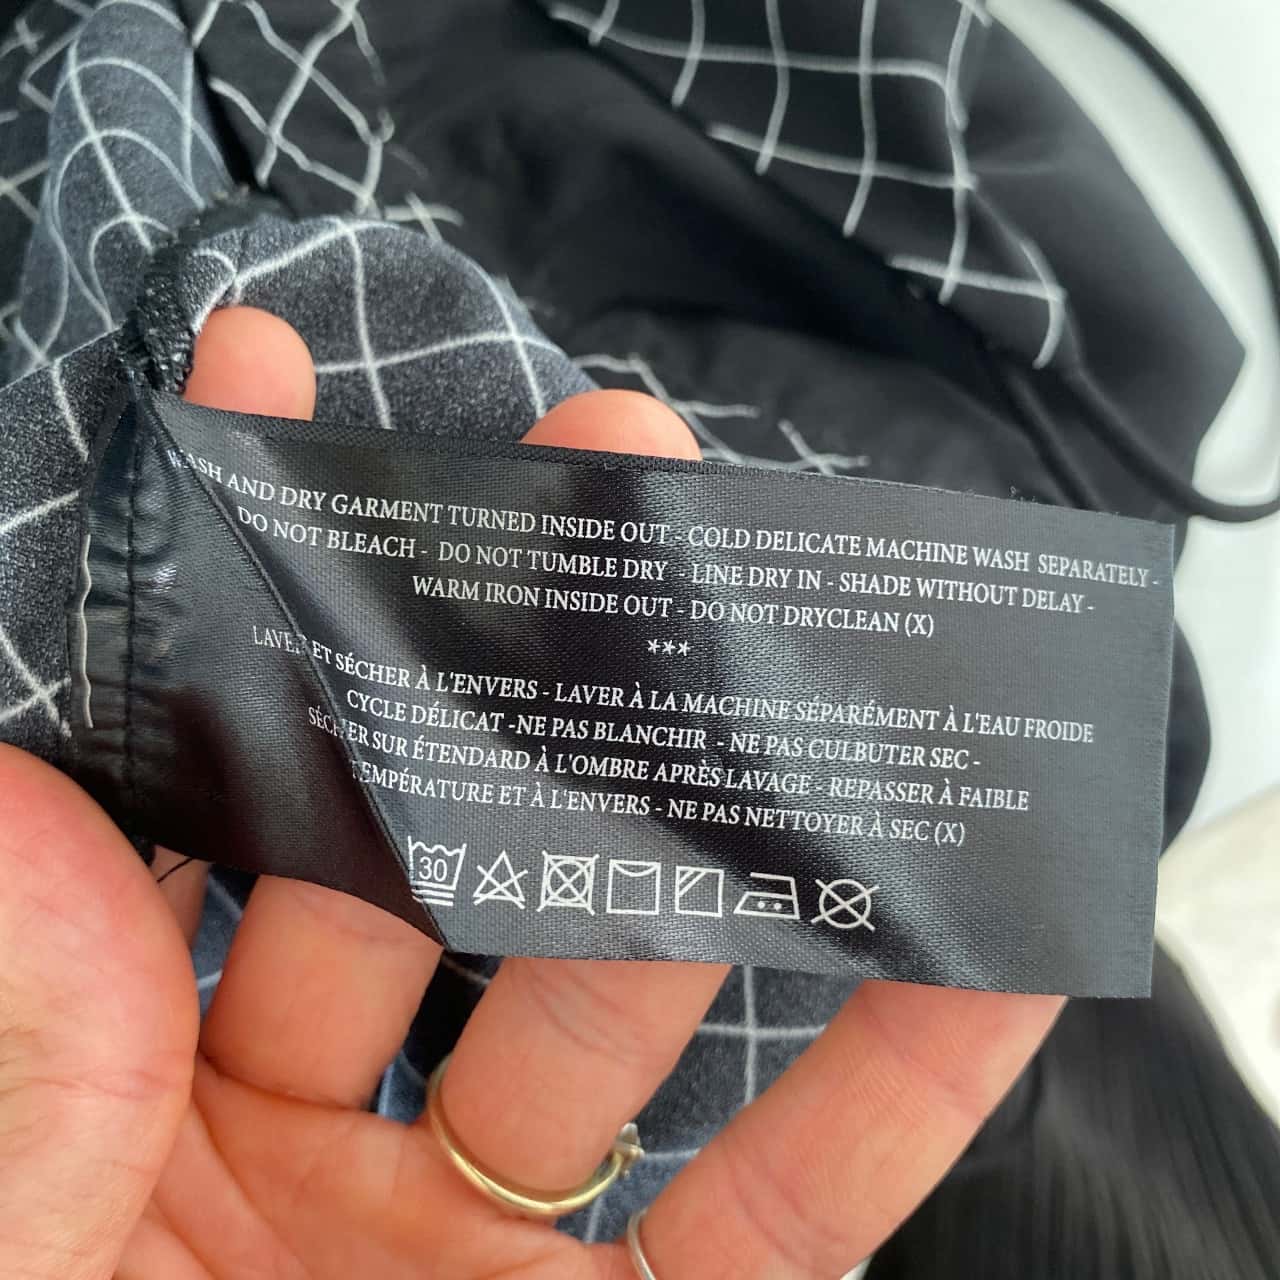 WASH AND DRY GARMENT TURNED INSIDE OUT - COLD DELICATE MACHINE WASH SEPARATELY -
DO NOT BLEACH - DO NOT TUMBLE DRY - LINE DRY IN - SHADE WITHOUT DELAY -
WARM IRON INSIDE OUT - DO NOT DRYCLEAN (X)
***
LAVER ET SÉCHER À L'ENVERS - LAVER À LA MACHINE SÉPARÉMENT À L'EAU FROIDE
CYCLE DÉLICAT -NE PAS BLANCHIR - NE PAS CULBUTER SEC -
SÉCHER SUR ÉTENDARD À L'OMBRE APRÈS LAVAGE - REPASSER À FAIBLE
TEMPÉRATURE ET À L'ENVERS - NE PAS NETTOYER À SEC (X)
30